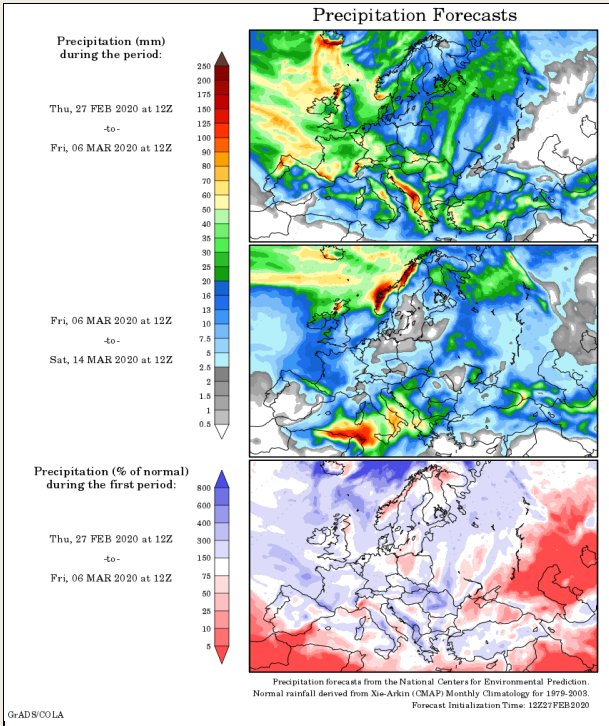 Precipitation Forecasts
Precipitation (mm)
during the period:
Thu, 27 FEB 2020 at 12Z
-to-
Fri, 06 MAR 2020 at 12Z
250
200
175
150
125
100
90
80
70
60
50
40
35
30
25
20
16
13
10
7.5
5
2.5
2
1.5
1
0.5
Fri, 06 MAR 2020 at 12Z
-to-
Sat, 14 MAR 2020 at 12Z
Precipitation (% of normal)
during the first period:
Thu, 27 FEB 2020 at 12Z
-to-
Fri, 06 MAR 2020 at 12Z
800
600
400
300
150
75
50
25
10
5
Precipitation forecasts from the National Centers for Environmental Prediction.
Normal rainfall derived from Xie-Arkin (CMAP) Monthly Climatology for 1979-2003.
Forecast Initialization Time: 12Z27FEB2020
GrADS/COLA